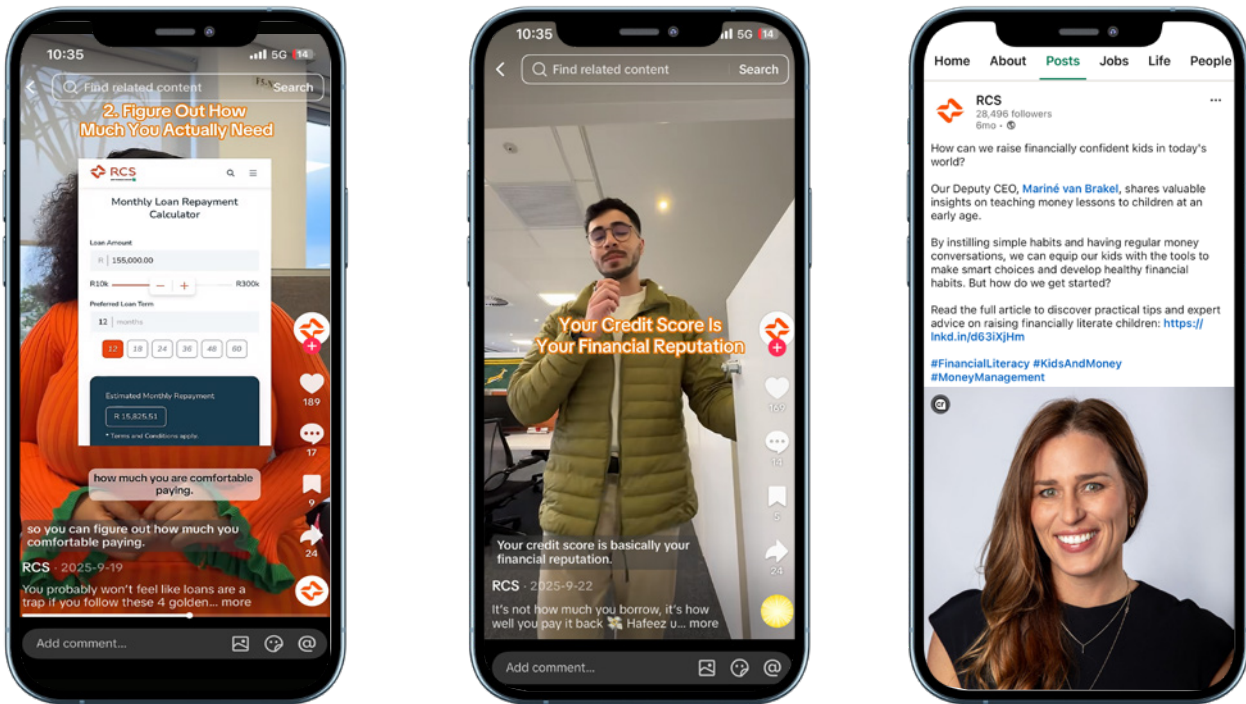 10:35
5G 14
Find related content
Search
2. Figure Out How
Much You Actually Need
RCS
Monthly Loan Repayment
Calculator
Loan Amount
R 155,000.00
R10k
R300k
Preferred Loan Term
12 months
12 18 24 36 48 60
Estimated Monthly Repayment
R 15,825.51
* Terms and Conditions apply.
189
17
9
24
how much you are comfortable
paying.
so you can figure out how much you
comfortable paying.
RCS · 2025-9-19
You probably won't feel like loans are a
trap if you follow these 4 golden... more
Add comment...
10:35
5G 14
Find related content
Search
Your Credit Score Is
Your Financial Reputation
169
14
5
24
Your credit score is basically your
financial reputation.
RCS · 2025-9-22
It's not how much you borrow, it's how
well you pay it back 💸 Hafeez u... more
Add comment...
Home About Posts Jobs Life People
RCS
28,496 followers
6mo •
How can we raise financially confident kids in today's
world?
Our Deputy CEO, Mariné van Brakel, shares valuable
insights on teaching money lessons to children at an
early age.
By instilling simple habits and having regular money
conversations, we can equip our kids with the tools to
make smart choices and develop healthy financial
habits. But how do we get started?
Read the full article to discover practical tips and expert
advice on raising financially literate children: https://
lnkd.in/d63iXjHm
#FinancialLiteracy #KidsAndMoney
#MoneyManagement